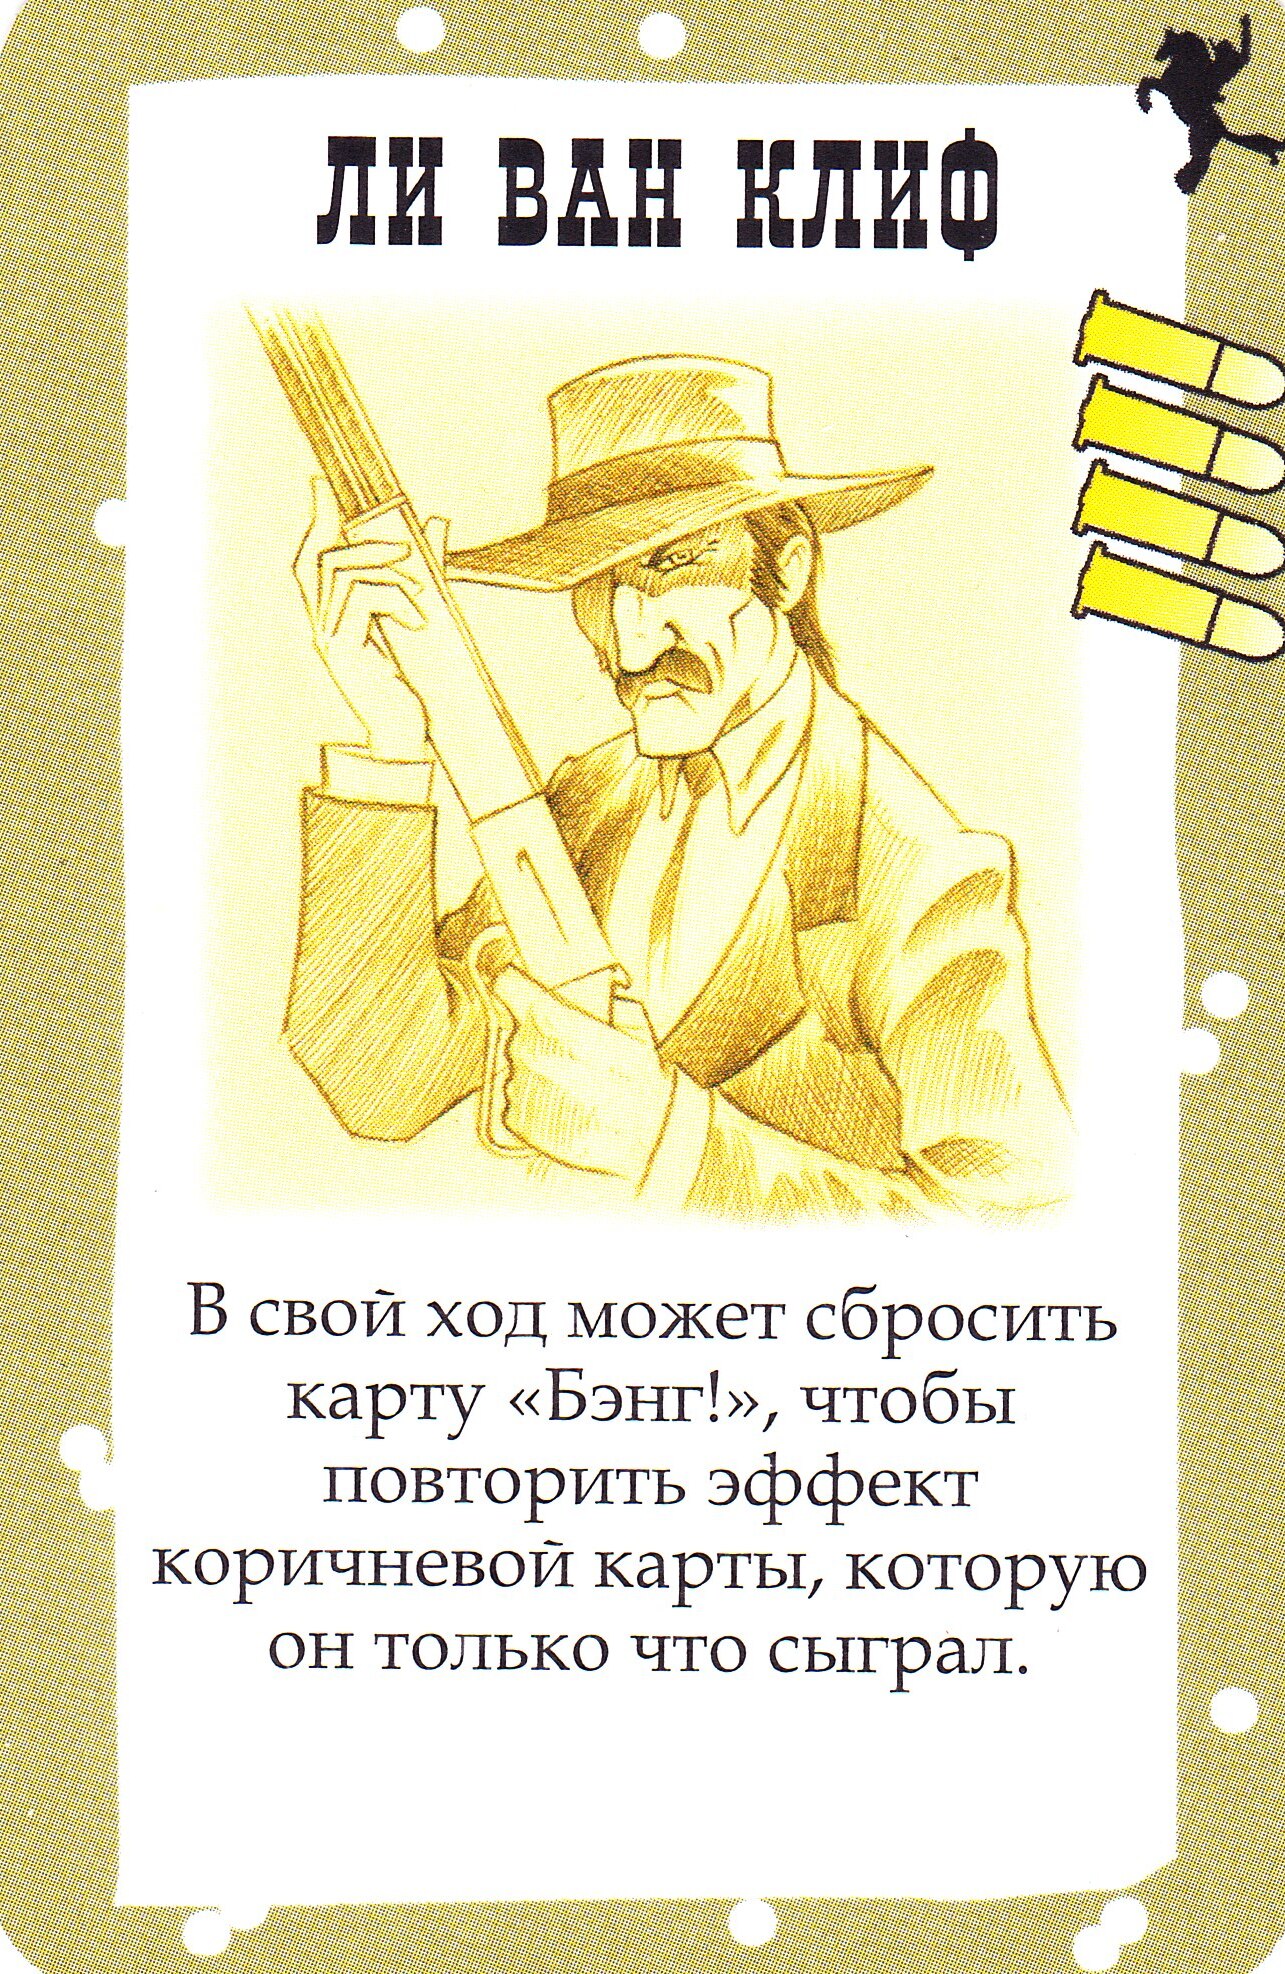 ЛИ ВАН КЛИФ
В свой ход может сбросить
карту «Бэнг!», чтобы
повторить эффект
коричневой карты, которую
он только что сыграл.